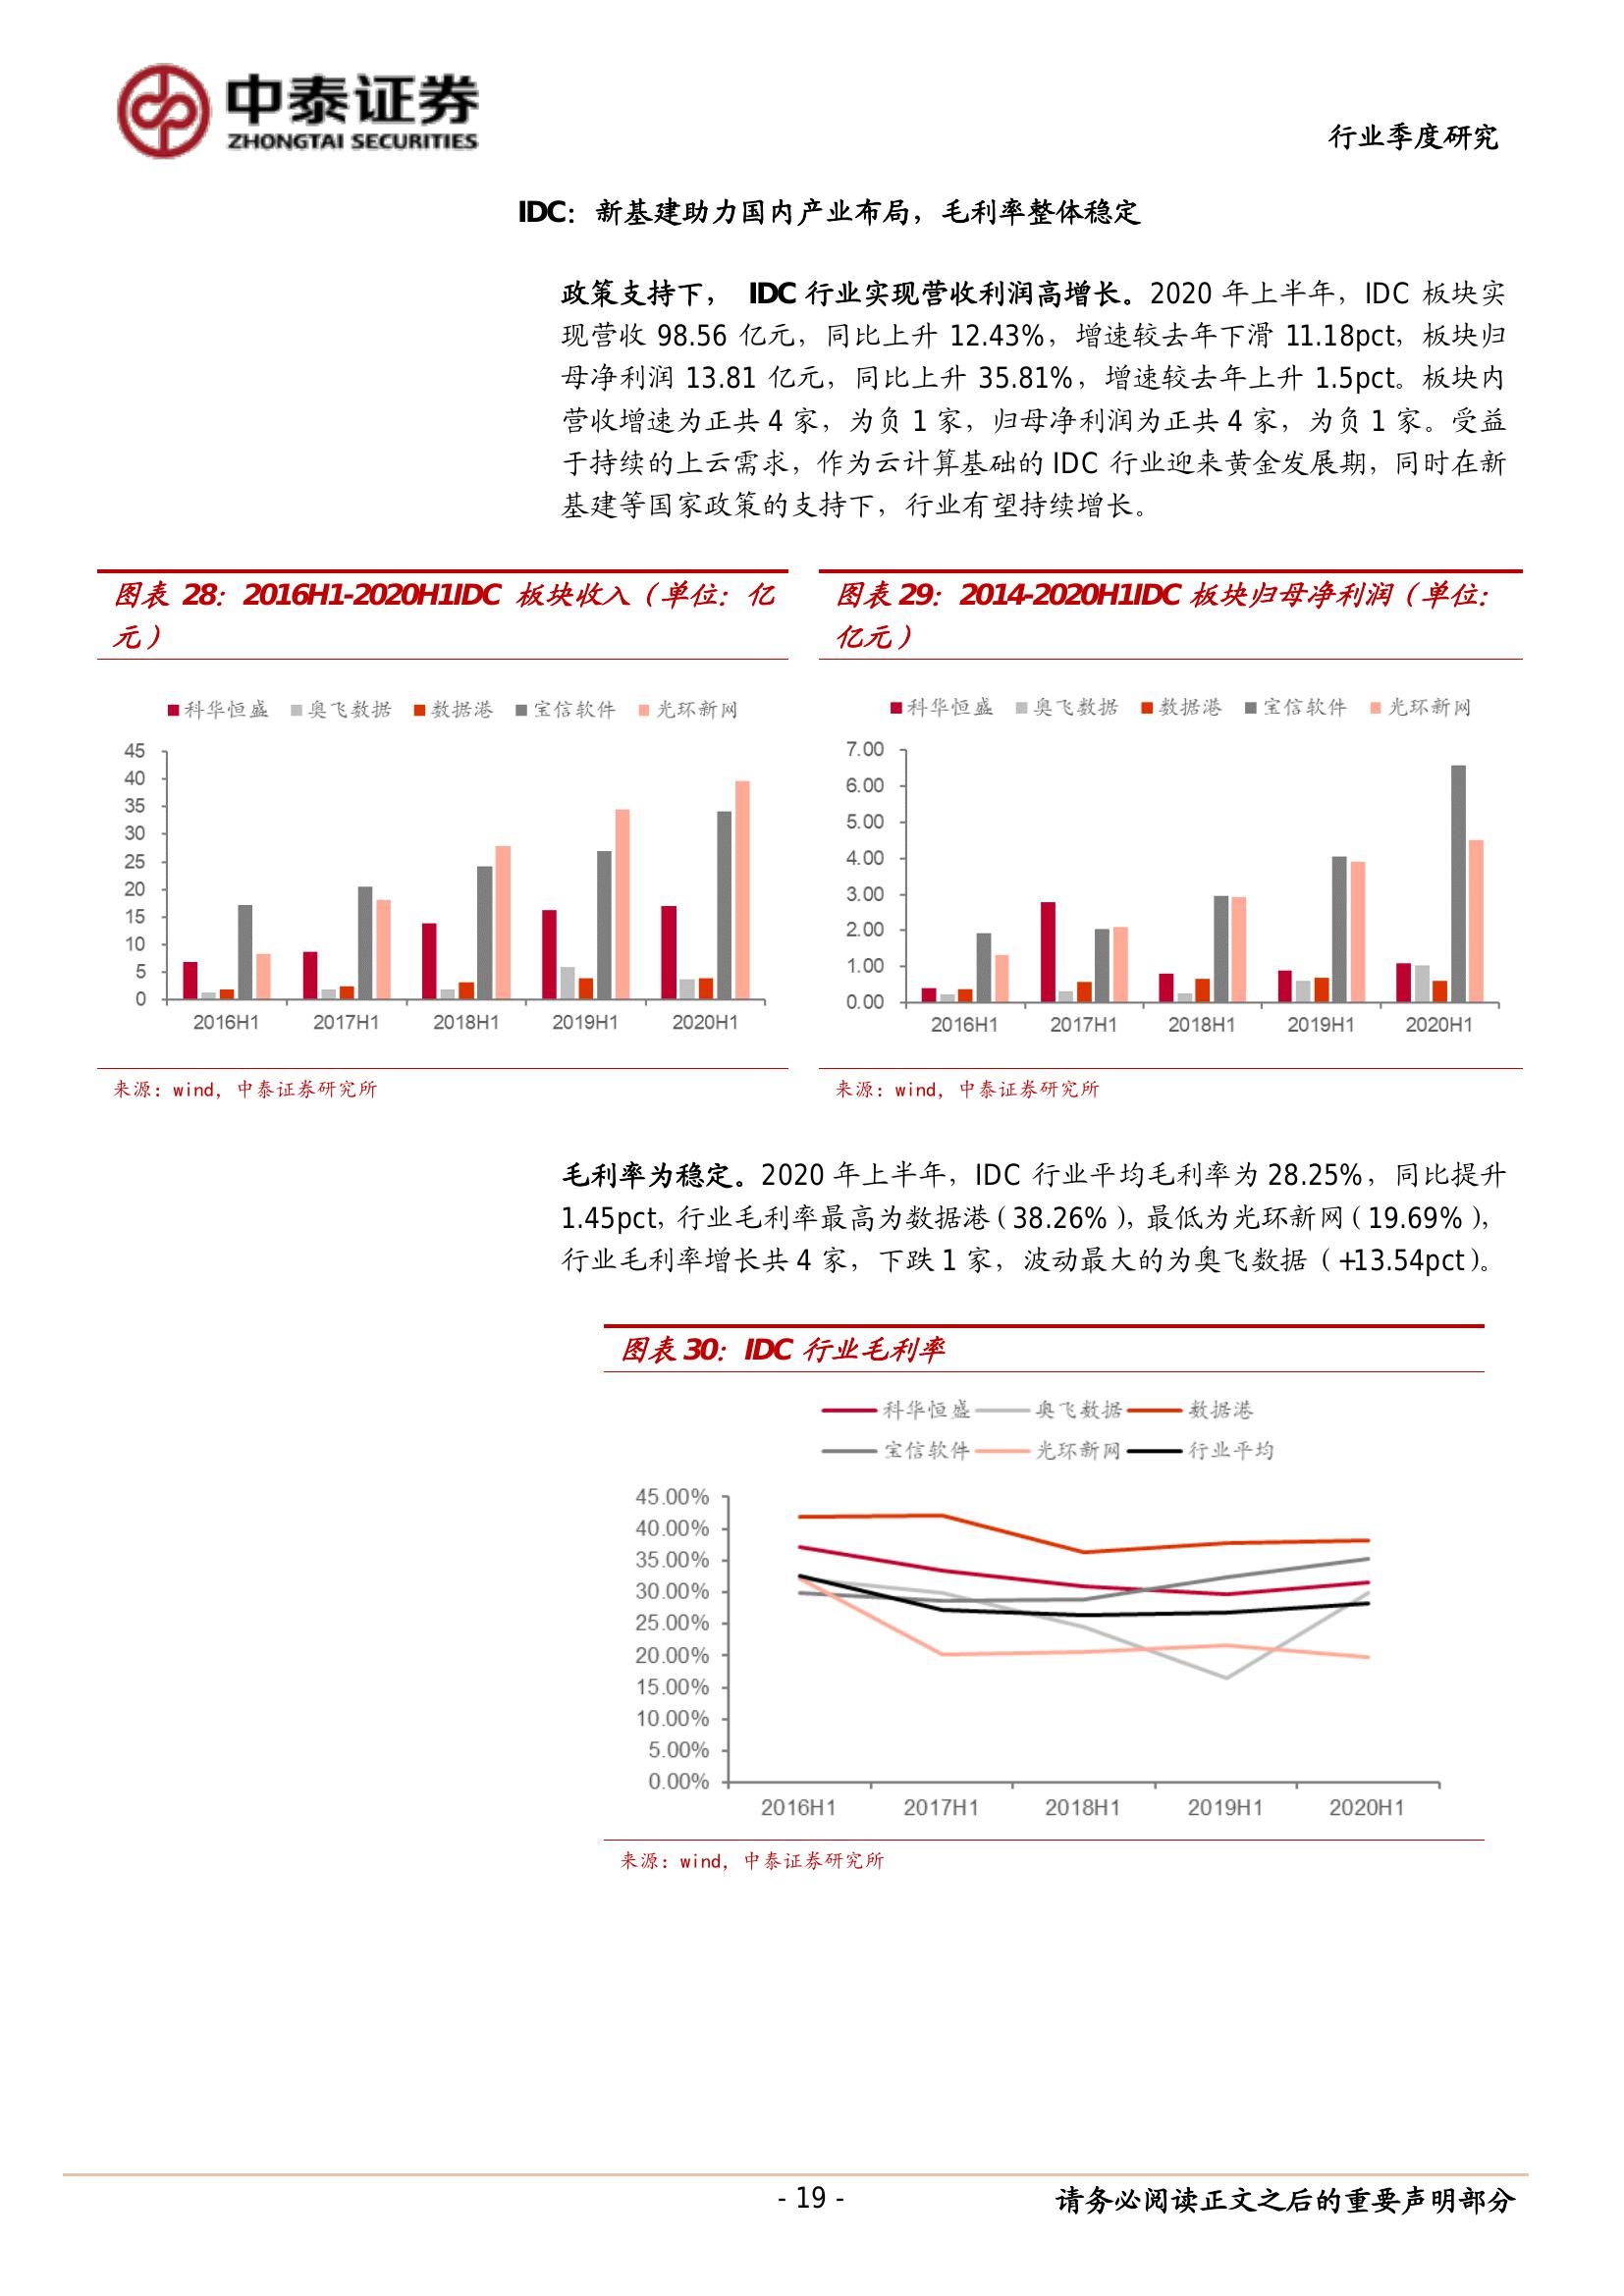 中泰证券
ZHONGTAI SECURITIES
行业季度研究
IDC：新基建助力国内产业布局，毛利率整体稳定
政策支持下， IDC 行业实现营收利润高增长。2020 年上半年，IDC 板块实
现营收 98.56 亿元，同比上升 12.43%，增速较去年下滑 11.18pct，板块归
母净利润 13.81 亿元，同比上升 35.81%，增速较去年上升 1.5pct。板块内
营收增速为正共 4 家，为负 1 家，归母净利润为正共 4 家，为负 1 家。受益
于持续的上云需求，作为云计算基础的 IDC 行业迎来黄金发展期，同时在新
基建等国家政策的支持下，行业有望持续增长。
图表 28：2016H1-2020H1IDC 板块收入（单位：亿
元）
科华恒盛 奥飞数据 数据港 宝信软件 光环新网
45
40
35
30
25
20
15
10
5
0
2016H1 2017H1 2018H1 2019H1 2020H1
来源：wind，中泰证券研究所
图表 29：2014-2020H1IDC 板块归母净利润（单位：
亿元）
科华恒盛 奥飞数据 数据港 宝信软件 光环新网
7.00
6.00
5.00
4.00
3.00
2.00
1.00
0.00
2016H1 2017H1 2018H1 2019H1 2020H1
来源：wind，中泰证券研究所
毛利率为稳定。2020 年上半年，IDC 行业平均毛利率为 28.25%，同比提升
1.45pct，行业毛利率最高为数据港（38.26%），最低为光环新网（19.69%），
行业毛利率增长共 4 家，下跌 1 家，波动最大的为奥飞数据（+13.54pct）。
图表 30：IDC 行业毛利率
科华恒盛 奥飞数据 数据港
宝信软件 光环新网 行业平均
45.00%
40.00%
35.00%
30.00%
25.00%
20.00%
15.00%
10.00%
5.00%
0.00%
2016H1 2017H1 2018H1 2019H1 2020H1
来源：wind，中泰证券研究所
- 19 -
请务必阅读正文之后的重要声明部分